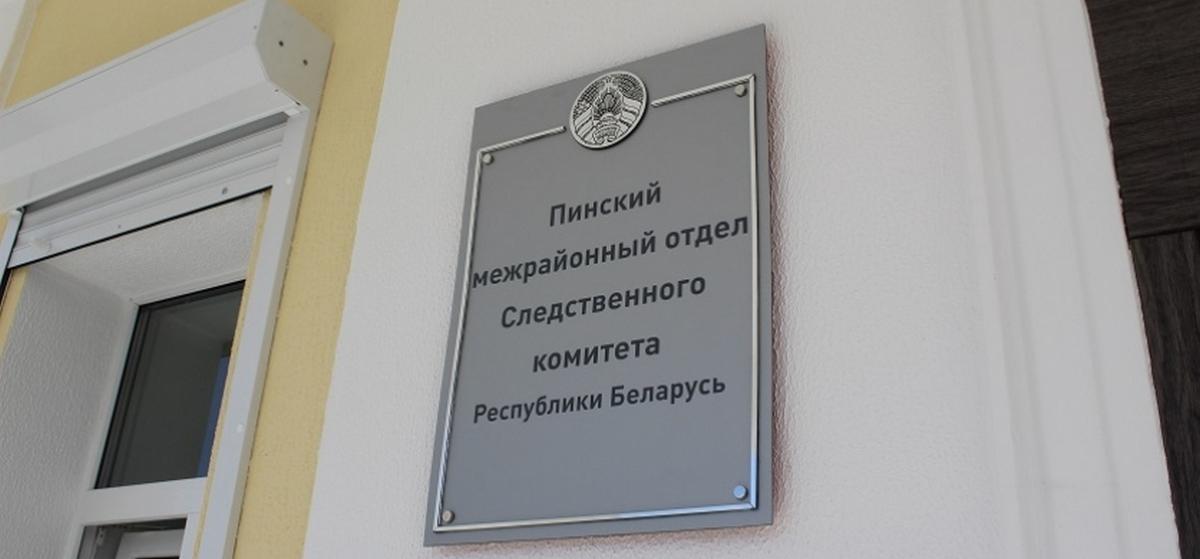 Пинский
межрайонный отдел
Следственного
комитета
Республики Беларусь